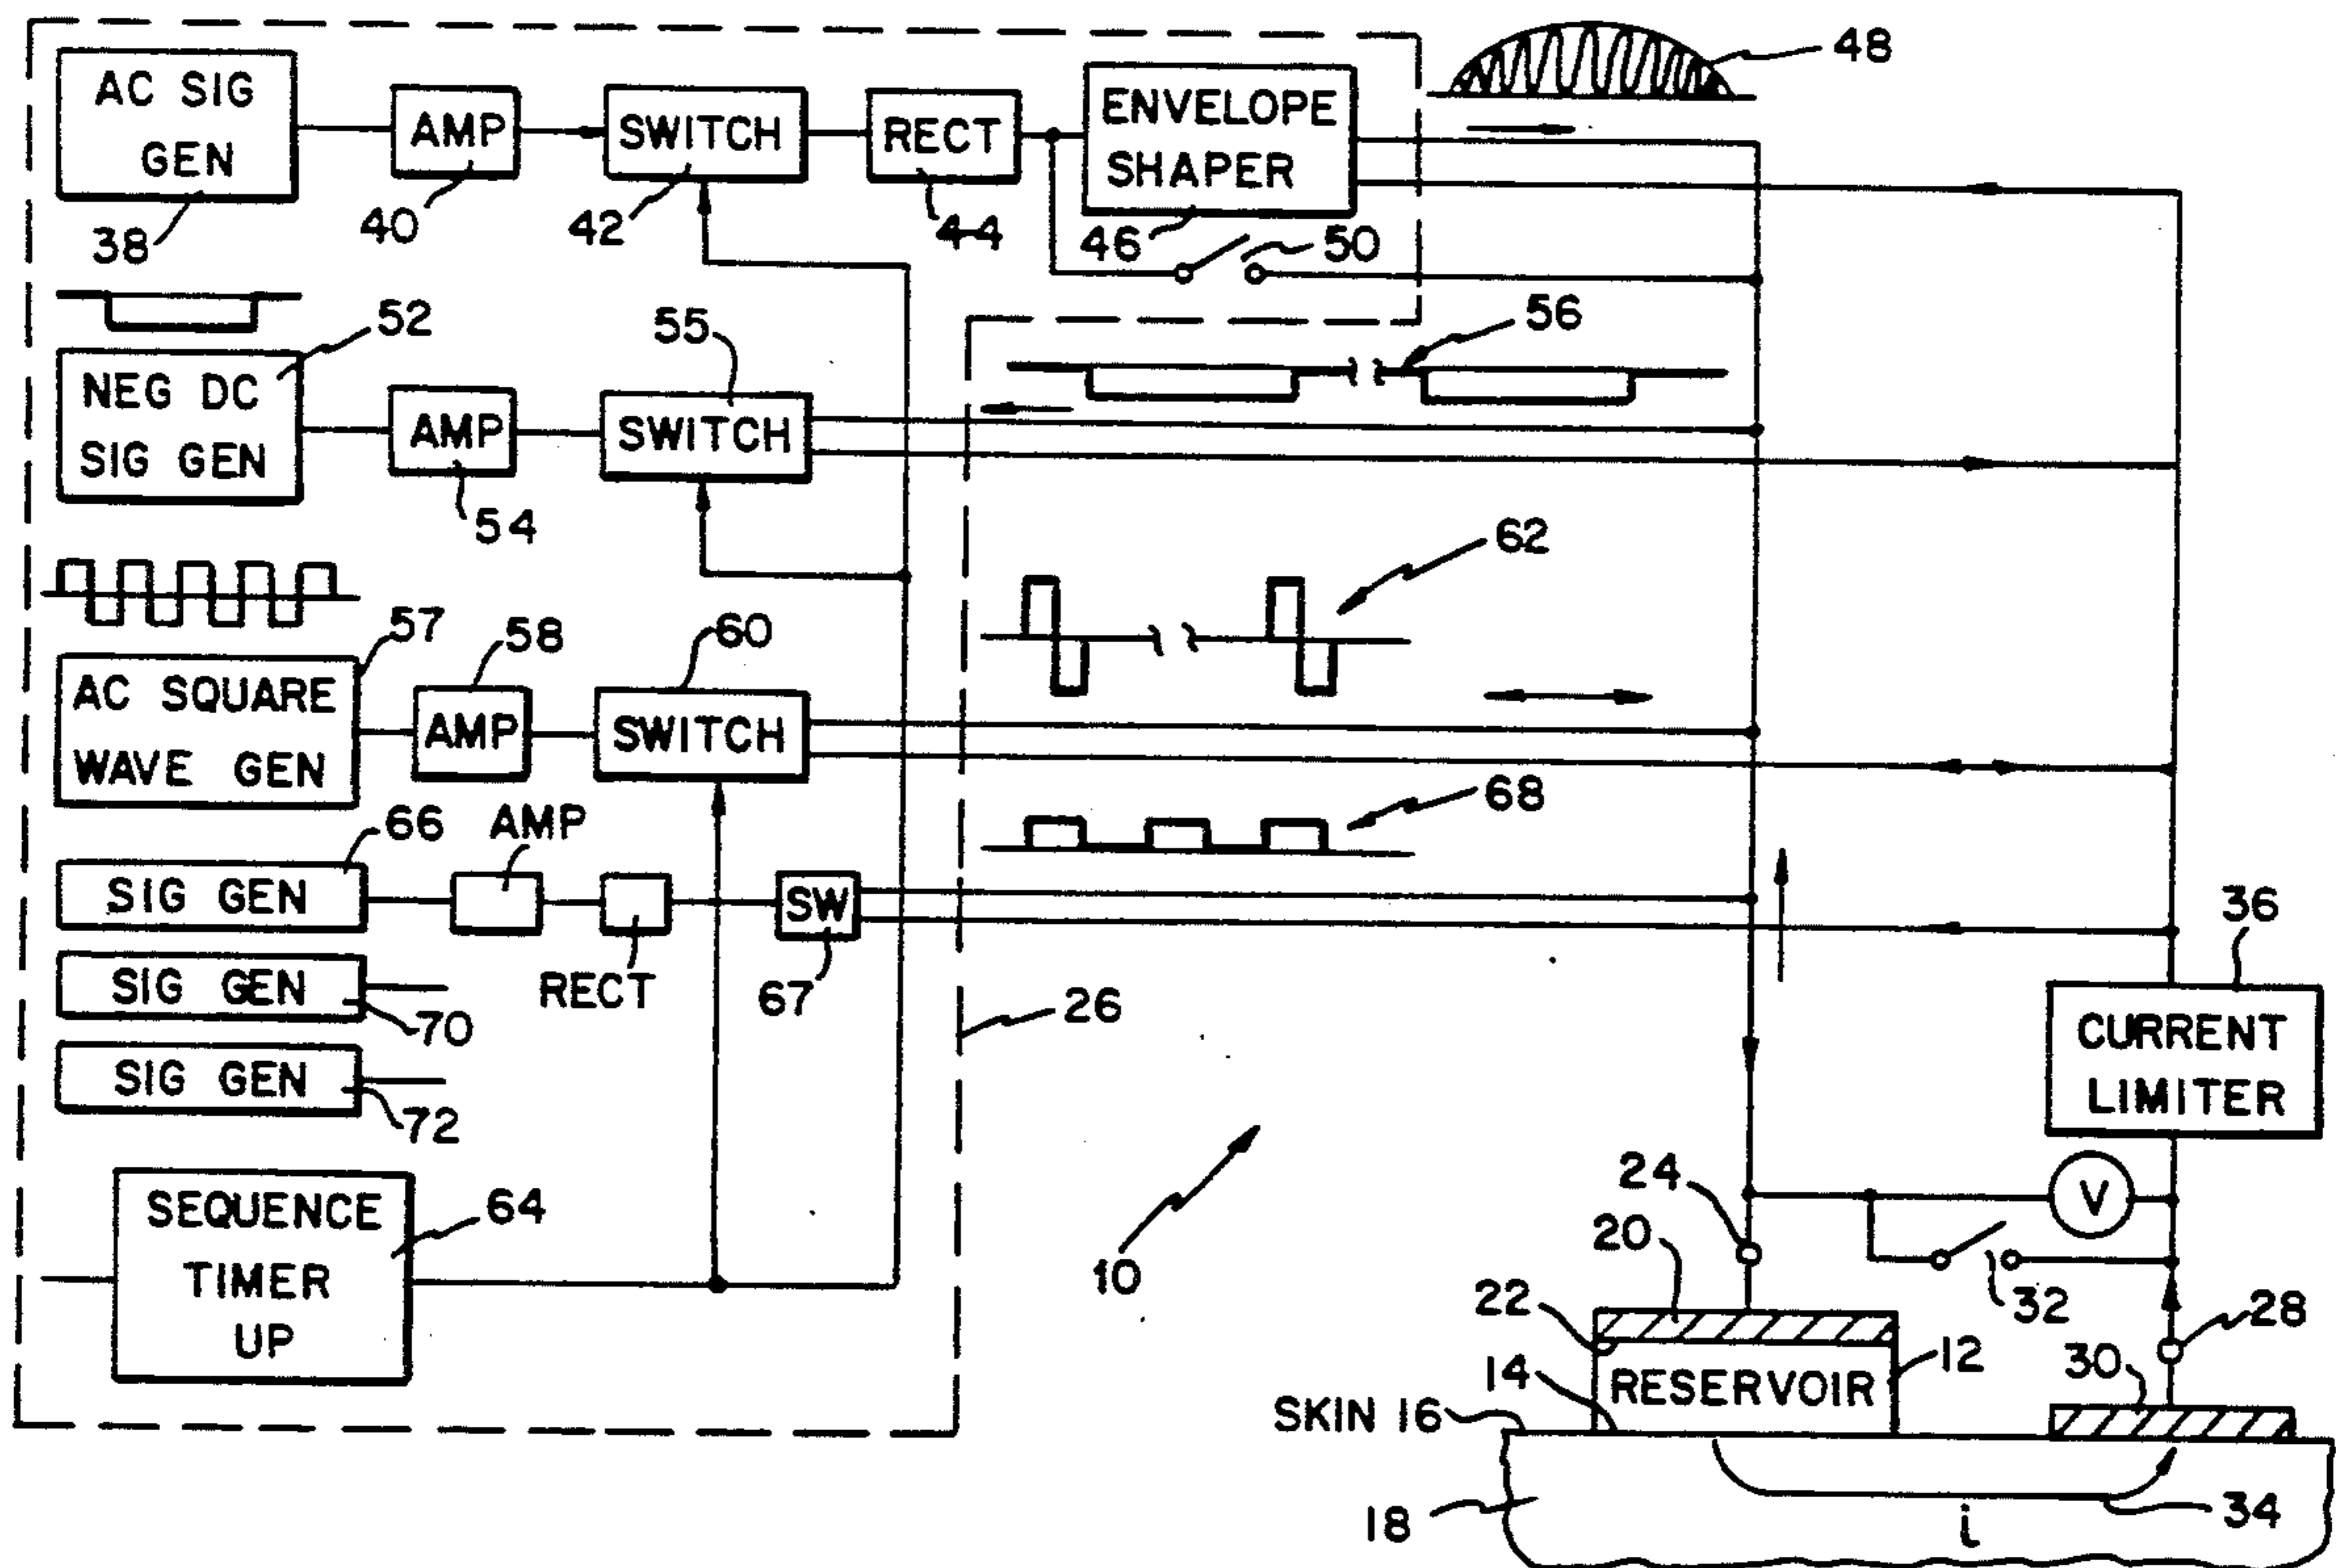 AC SIG
GEN
38
AMP
40
SWITCH
42
RECT
44
ENVELOPE
SHAPER
46
50
48
52
NEG DC
SIG GEN
AMP
54
55
SWITCH
56
57
AC SQUARE
WAVE GEN
58
AMP
60
SWITCH
62
66
SIG GEN
AMP
RECT
SW
67
68
SIG GEN
70
SIG GEN
72
26
SEQUENCE
TIMER
UP
64
10
36
CURRENT
LIMITER
V
24
20
22
32
28
RESERVOIR
12
14
30
SKIN 16
18
i
34